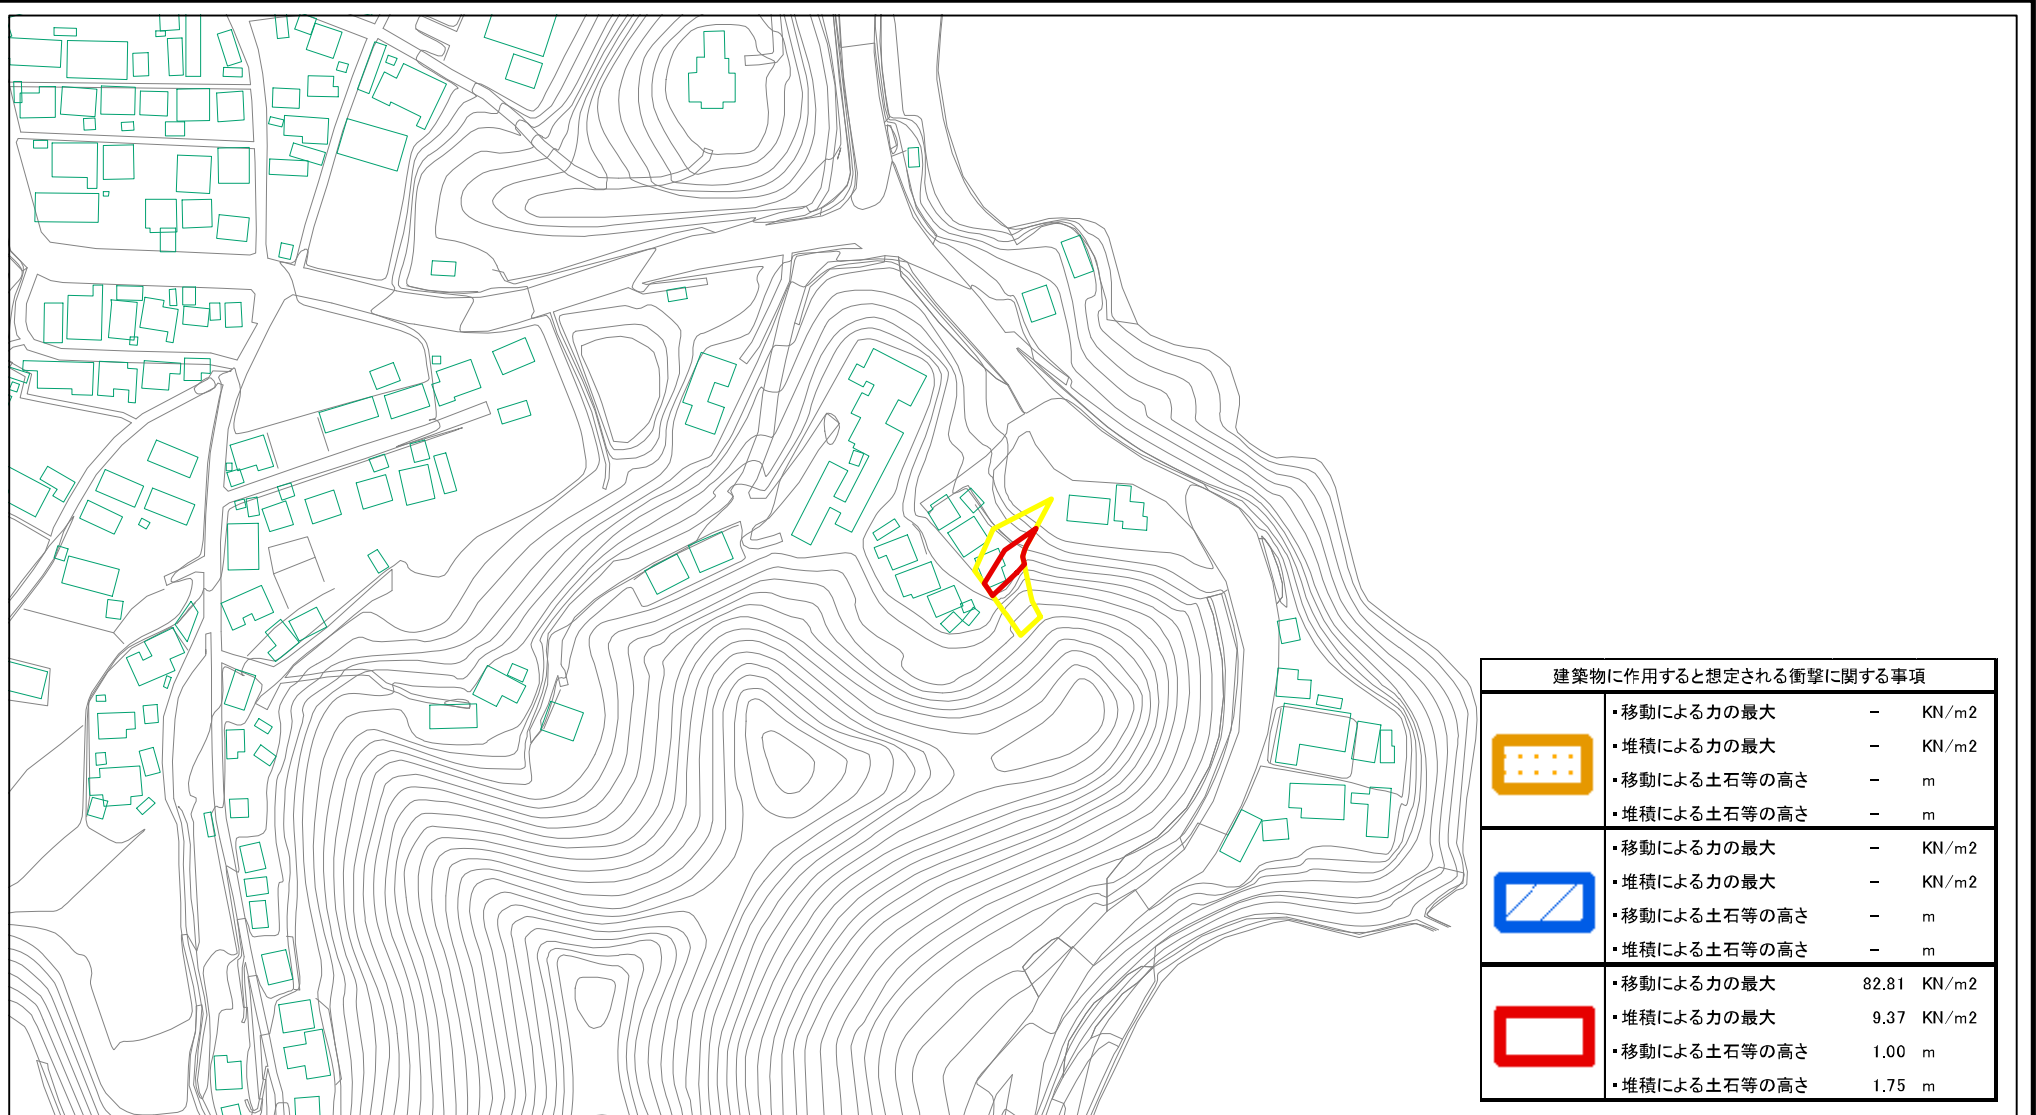 建築物に作用すると想定される衝撃に関する事項
・移動による力の最大 － KN/m2
・堆積による力の最大 － KN/m2
・移動による土石等の高さ － m
・堆積による土石等の高さ － m
・移動による力の最大 － KN/m2
・堆積による力の最大 － KN/m2
・移動による土石等の高さ － m
・堆積による土石等の高さ － m
・移動による力の最大 82.81 KN/m2
・堆積による力の最大 9.37 KN/m2
・移動による土石等の高さ 1.00 m
・堆積による土石等の高さ 1.75 m